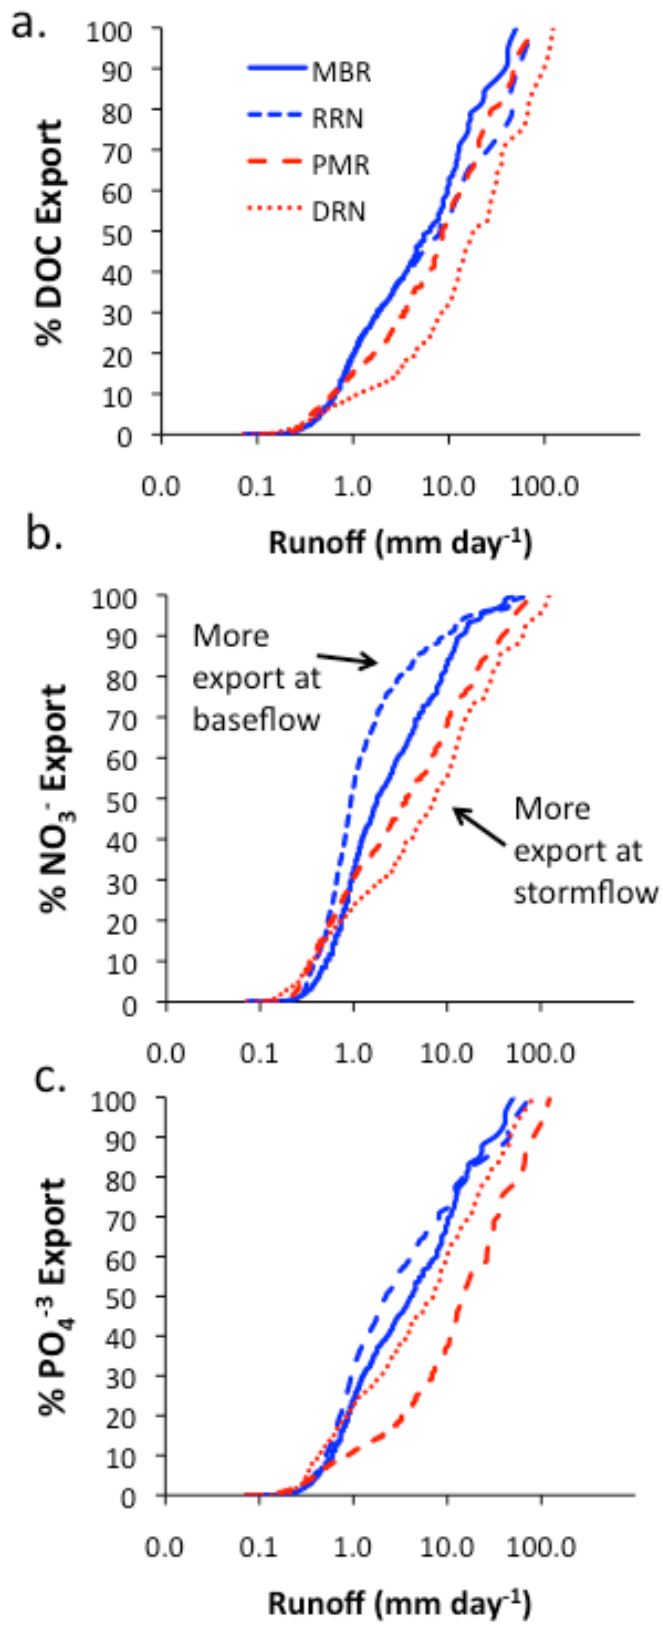 a.
100
90
80
70
60
50
40
30
20
10
0
% DOC Export
MBR
RRN
PMR
DRN
0.0 0.1 1.0 10.0 100.0
Runoff (mm day-1)
b.
100
90
80
70
60
50
40
30
20
10
0
% NO3- Export
More
export at
baseflow
More
export at
stormflow
0.0 0.1 1.0 10.0 100.0
c.
100
90
80
70
60
50
40
30
20
10
0
% PO4-3 Export
0.0 0.1 1.0 10.0 100.0
Runoff (mm day-1)